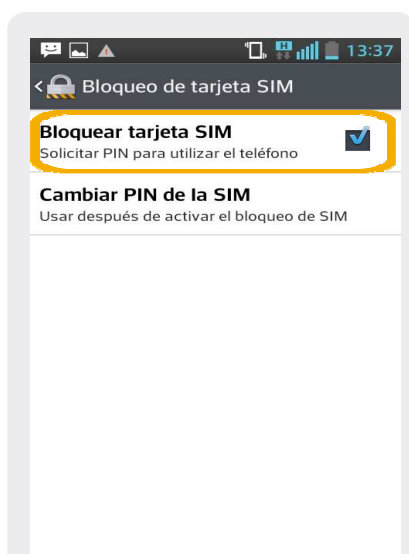 13:37
Bloqueo de tarjeta SIM
Bloquear tarjeta SIM
Solicitar PIN para utilizar el teléfono
Cambiar PIN de la SIM
Usar después de activar el bloqueo de SIM